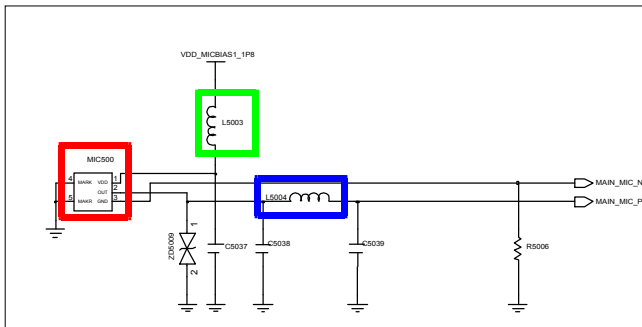 VDD_MICBIAS1_1P8
L5003
MIC500
4 MARK VDD 1
OUT 2
5 MAKR GND 3
L5004
MAIN_MIC_N
MAIN_MIC_P
ZD5009
1
2
C5037
C5038
C5039
R5006